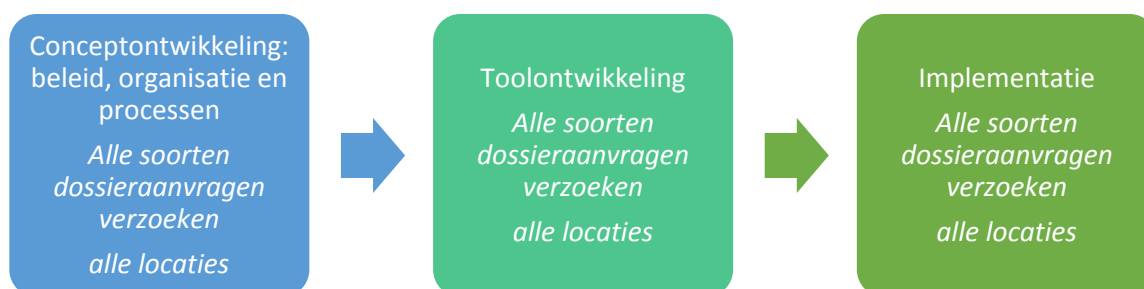 Conceptontwikkeling:
beleid, organisatie en
processen
Alle soorten
dossieraanvragen
verzoeken
alle locaties
Toolontwikkeling
Alle soorten
dossieraanvragen
verzoeken
alle locaties
Implementatie
Alle soorten
dossieraanvragen
verzoeken
alle locaties